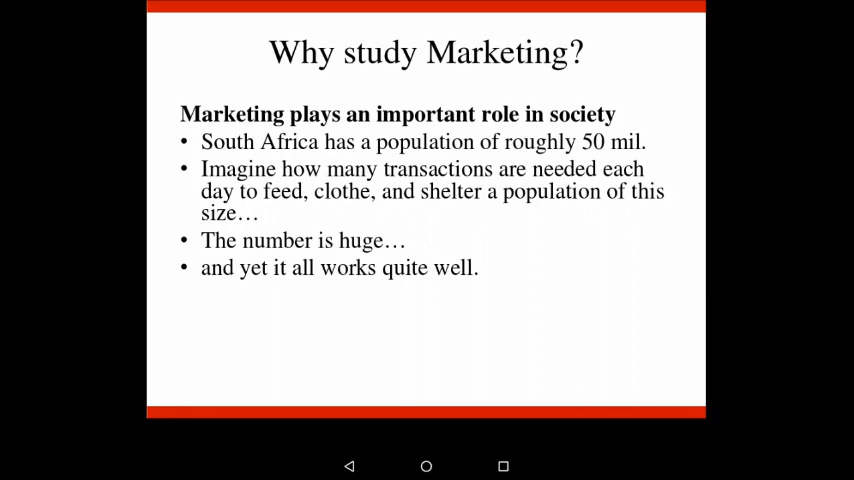 Why study Marketing?
Marketing plays an important role in society
• South Africa has a population of roughly 50 mil.
• Imagine how many transactions are needed each
day to feed, clothe, and shelter a population of this
size…
• The number is huge…
• and yet it all works quite well.